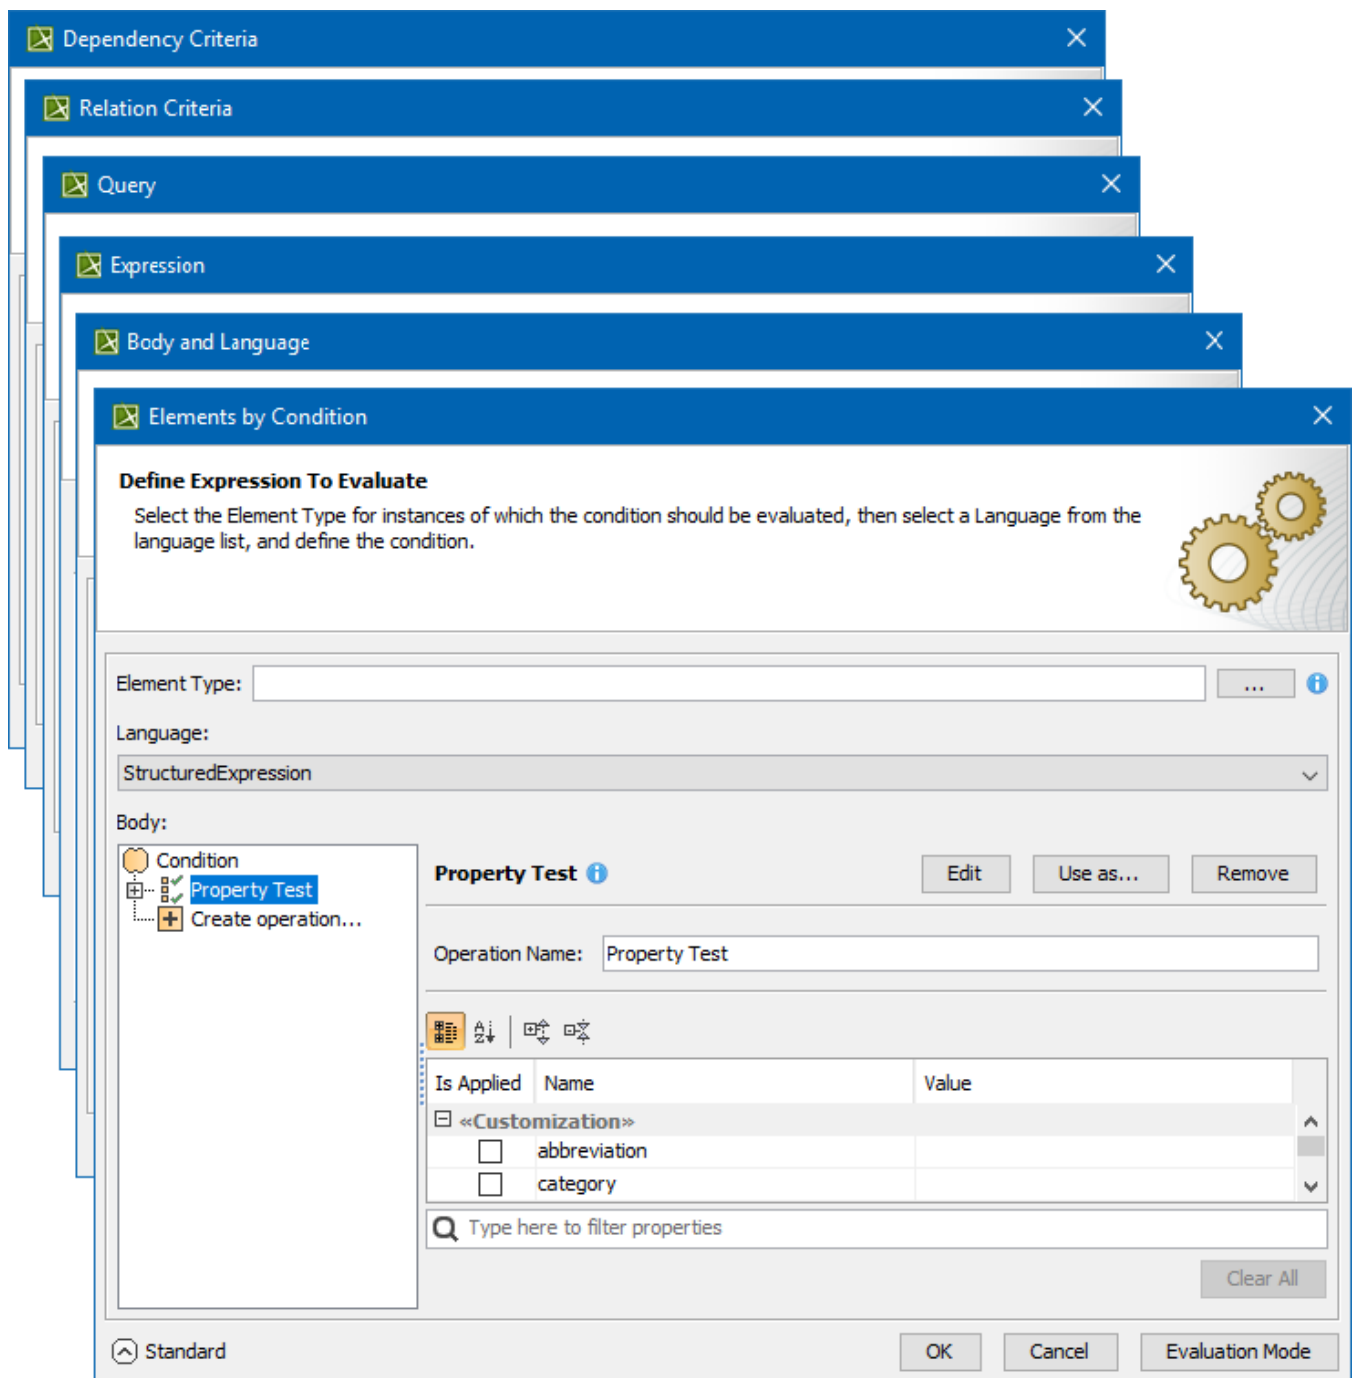 Dependency Criteria
Relation Criteria
Query
Expression
Body and Language
Elements by Condition
Define Expression To Evaluate
Select the Element Type for instances of which the condition should be evaluated, then select a Language from the
language list, and define the condition.
Element Type:
...
Language:
StructuredExpression
Body:
Condition
Property Test
Create operation...
Property Test
Edit
Use as...
Remove
Operation Name: Property Test
Is Applied Name Value
«Customization»
abbreviation
category
Type here to filter properties
Clear All
Standard
OK
Cancel
Evaluation Mode